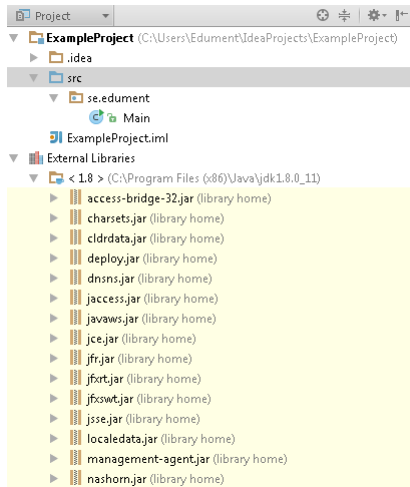 Project
ExampleProject (C:\Users\Edument\IdeaProjects\ExampleProject)
.idea
src
se.edument
Main
ExampleProject.iml
External Libraries
< 1.8 > (C:\Program Files (x86)\Java\jdk1.8.0_11)
access-bridge-32.jar (library home)
charsets.jar (library home)
cldrdata.jar (library home)
deploy.jar (library home)
dnsns.jar (library home)
jaccess.jar (library home)
javaws.jar (library home)
jce.jar (library home)
jfr.jar (library home)
jfxrt.jar (library home)
jfxswt.jar (library home)
jsse.jar (library home)
localedata.jar (library home)
management-agent.jar (library home)
nashorn.jar (library home)